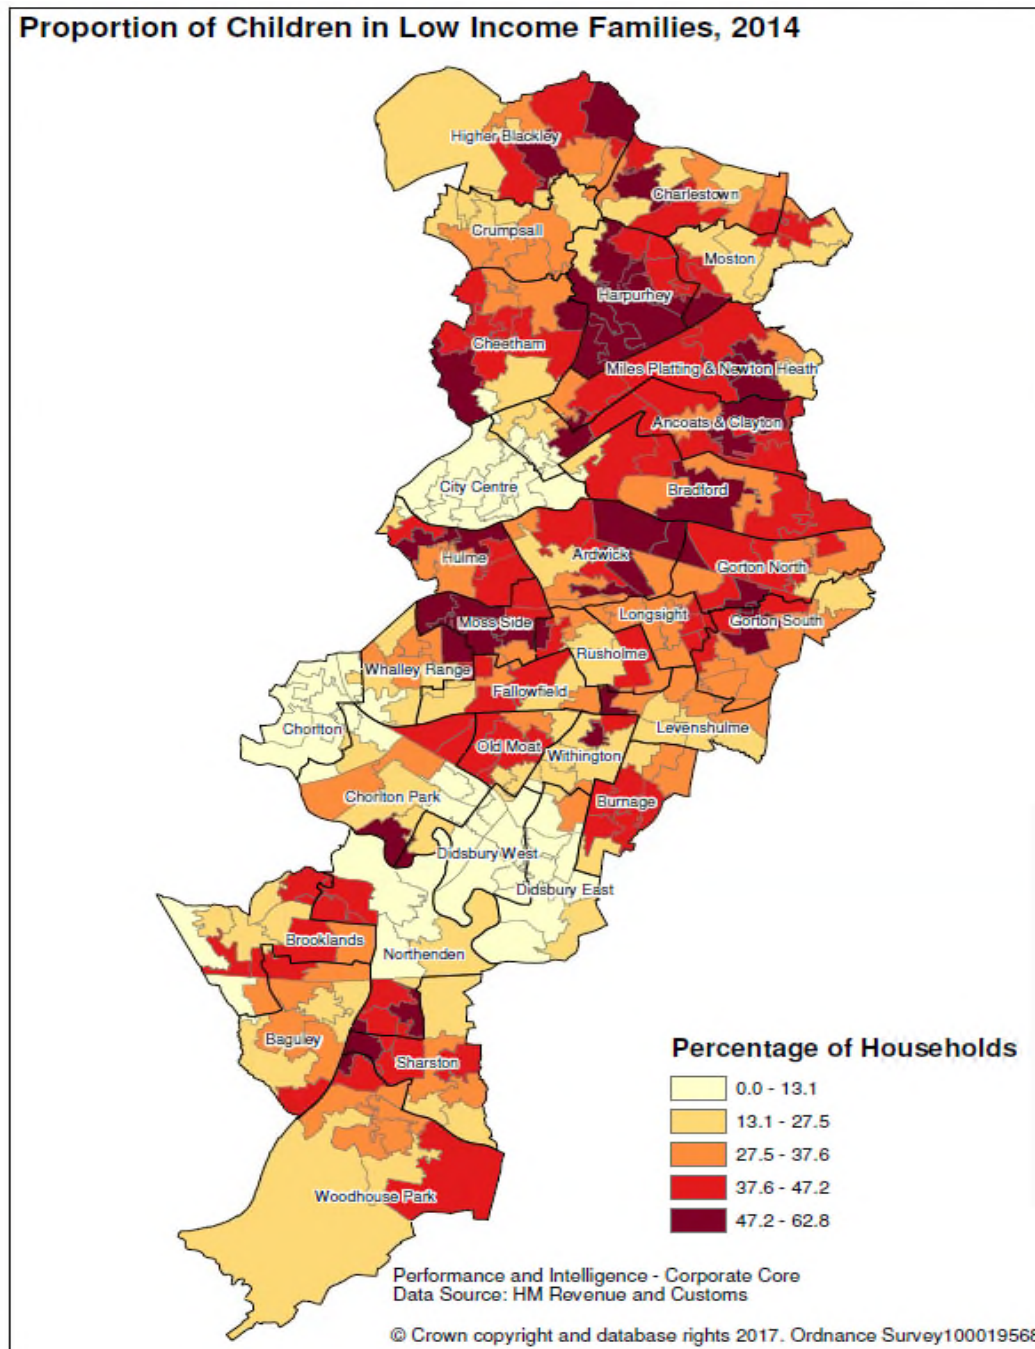 Proportion of Children in Low Income Families, 2014
Higher Blackley
Charlestown
Crumpsall
Moston
Harpurhey
Cheetham
Miles Platting & Newton Heath
Ancoats & Clayton
City Centre
Bradford
Hulme
Ardwick
Gorton North
Moss Side
Longsight
Gorton South
Rusholme
Whalley Range
Fallowfield
Chorlton
Levenshulme
Old Moat
Withington
Chorlton Park
Burnage
Didsbury West
Didsbury East
Brooklands
Northenden
Baguley
Sharston
Woodhouse Park
Percentage of Households
0.0 - 13.1
13.1 - 27.5
27.5 - 37.6
37.6 - 47.2
47.2 - 62.8
Performance and Intelligence - Corporate Core
Data Source: HM Revenue and Customs
© Crown copyright and database rights 2017. Ordnance Survey100019568